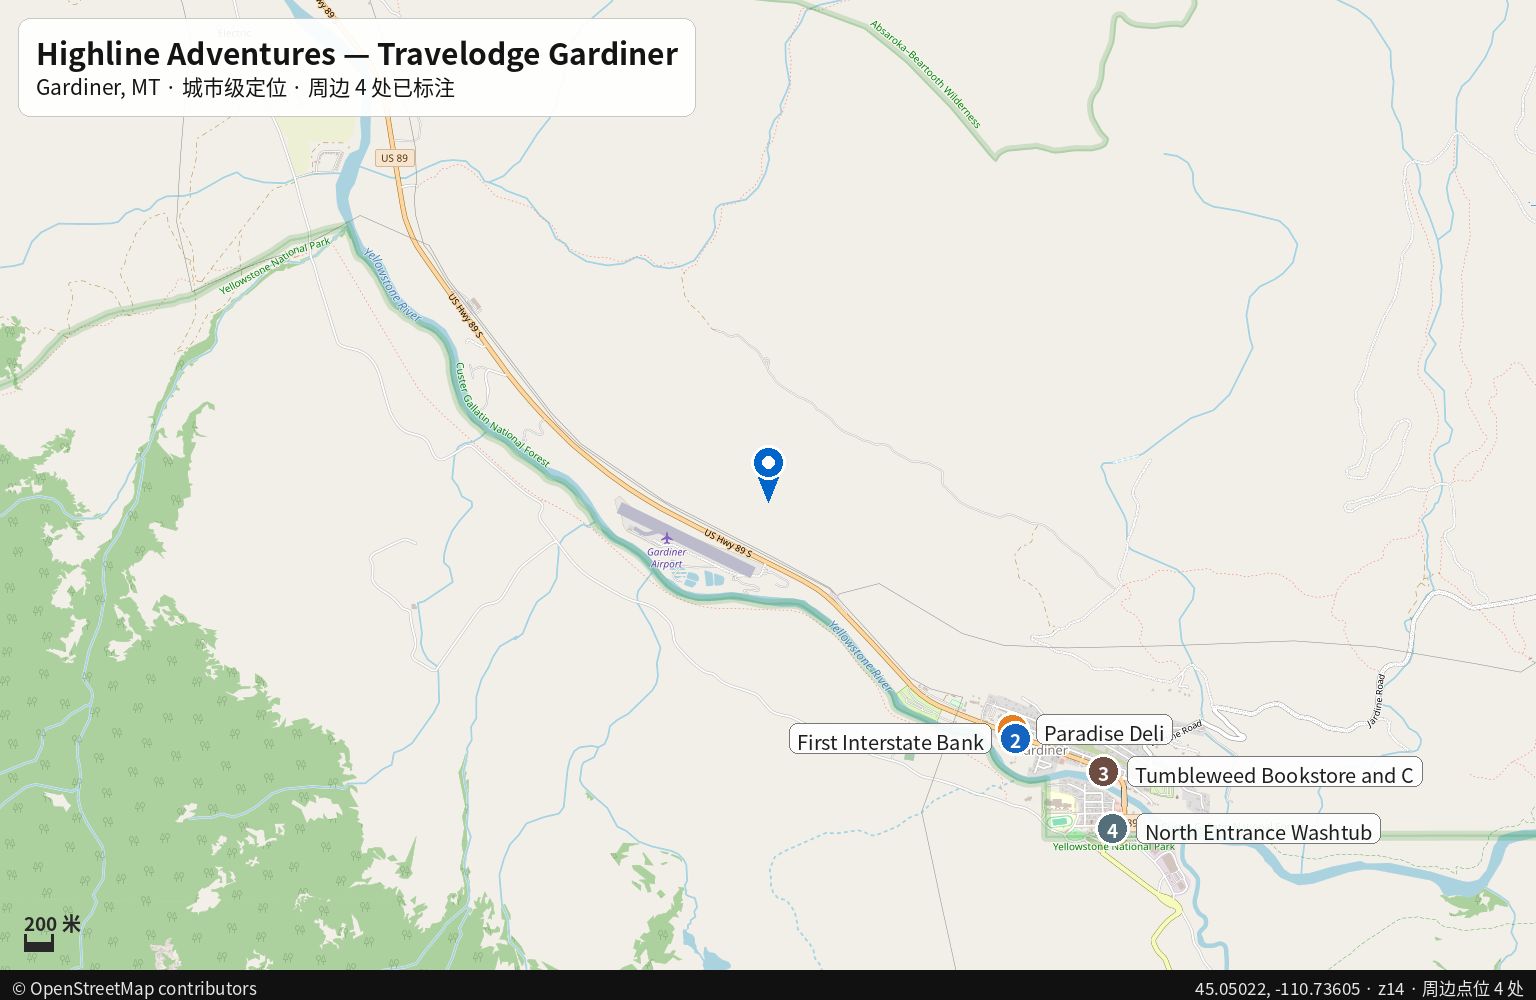 Highline Adventures — Travelodge Gardiner
Gardiner, MT · 城市级定位 · 周边 4 处已标注
Absaroka-Beartooth Wilderness
US 89
Yellowstone National Park
Yellowstone River
US Hwy 89 S
Custer Gallatin National Forest
US Hwy 89 S
Gardiner
Airport
Yellowstone River
Jardine Road
First Interstate Bank
2
Paradise Deli
3
Tumbleweed Bookstore and C
4
North Entrance Washtub
Yellowstone National Park
200 米
© OpenStreetMap contributors
45.05022, -110.73605 · z14 · 周边点位 4 处